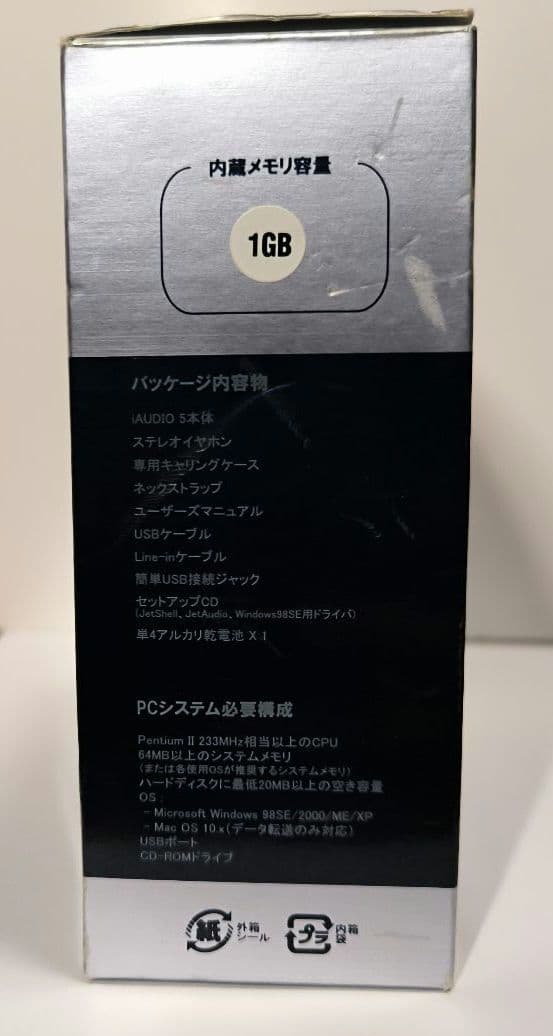 内蔵メモリ容量
1GB
パッケージ内容物
iAUDIO 5本体
ステレオイヤホン
専用キャリングケース
ネックストラップ
ユーザーズマニュアル
USBケーブル
Line-inケーブル
簡単USB接続ジャック
セットアップCD
(JetShell、JetAudio、Windows98SE用ドライバ)
単4アルカリ乾電池 X 1
PCシステム必要構成
Pentium II 233MHz相当以上のCPU
64MB以上のシステムメモリ
(または各使用OSが推奨するシステムメモリ)
ハードディスクに最低20MB以上の空き容量
OS :
- Microsoft Windows 98SE/2000/ME/XP
- Mac OS 10.x(データ転送のみ対応)
USBポート
CD-ROMドライブ
紙 外箱 シール
プラ 内箱 袋